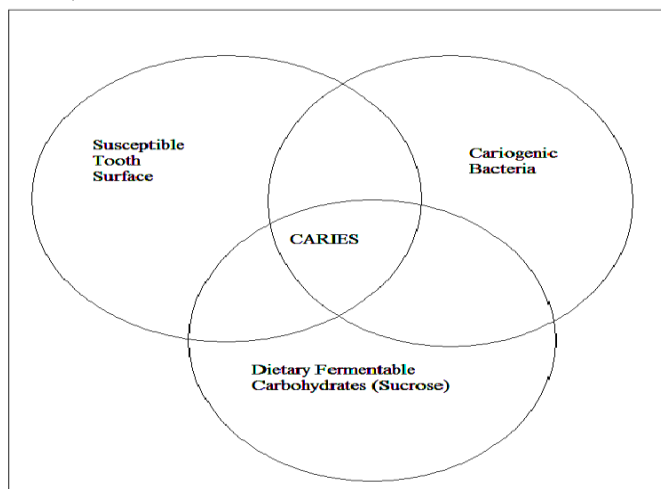 Susceptible
Tooth
Surface
Cariogenic
Bacteria
CARIES
Dietary Fermentable
Carbohydrates (Sucrose)